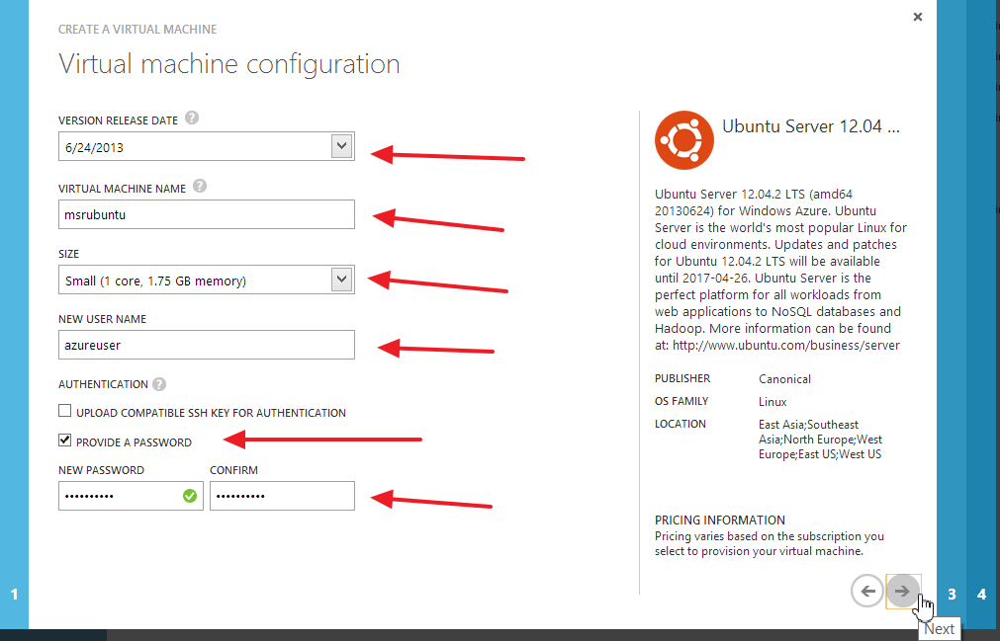 CREATE A VIRTUAL MACHINE
Virtual machine configuration
VERSION RELEASE DATE ?
6/24/2013
VIRTUAL MACHINE NAME ?
msrubuntu
SIZE
Small (1 core, 1.75 GB memory)
NEW USER NAME
azureuser
AUTHENTICATION ?
UPLOAD COMPATIBLE SSH KEY FOR AUTHENTICATION
PROVIDE A PASSWORD
NEW PASSWORD CONFIRM
•••••••••• ••••••••••
Ubuntu Server 12.04 ...
Ubuntu Server 12.04.2 LTS (amd64
20130624) for Windows Azure. Ubuntu
Server is the world's most popular Linux for
cloud environments. Updates and patches
for Ubuntu 12.04.2 LTS will be available
until 2017-04-26. Ubuntu Server is the
perfect platform for all workloads from
web applications to NoSQL databases and
Hadoop. More information can be found
at: http://www.ubuntu.com/business/server
PUBLISHER Canonical
OS FAMILY Linux
LOCATION East Asia;Southeast
Asia;North Europe;West
Europe;East US;West US
PRICING INFORMATION
Pricing varies based on the subscription you
select to provision your virtual machine.
1
3 4
Next